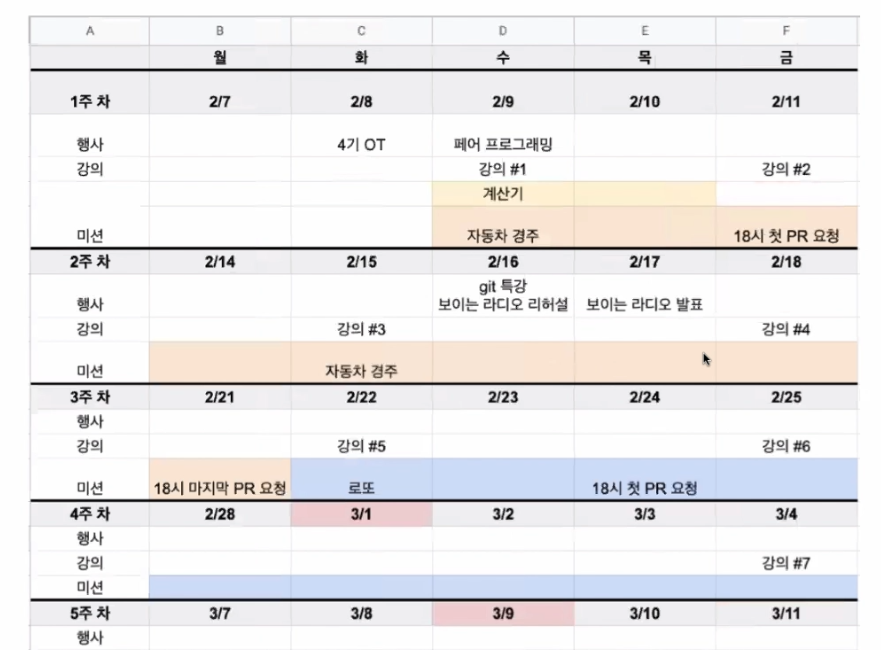 A B C D E F
월 화 수 목 금
1주 차 2/7 2/8 2/9 2/10 2/11
행사 4기 OT 페어 프로그래밍
강의 강의 #1 강의 #2
계산기
미션 자동차 경주 18시 첫 PR 요청
2주 차 2/14 2/15 2/16 2/17 2/18
git 특강
행사 보이는 라디오 리허설 보이는 라디오 발표
강의 강의 #3 강의 #4
미션 자동차 경주
3주 차 2/21 2/22 2/23 2/24 2/25
행사
강의 강의 #5 강의 #6
미션 18시 마지막 PR 요청 로또 18시 첫 PR 요청
4주 차 2/28 3/1 3/2 3/3 3/4
행사
강의 강의 #7
미션
5주 차 3/7 3/8 3/9 3/10 3/11
행사